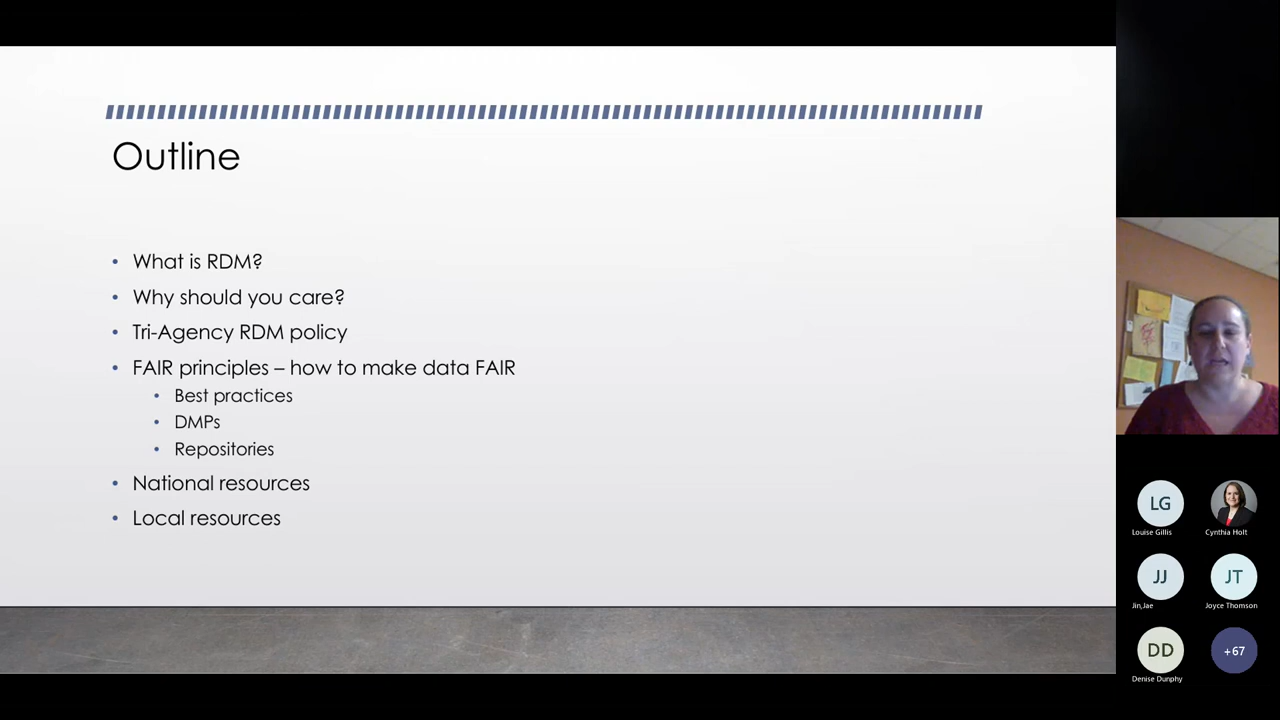 Outline
• What is RDM?
• Why should you care?
• Tri-Agency RDM policy
• FAIR principles – how to make data FAIR
• Best practices
• DMPs
• Repositories
• National resources
• Local resources
LG
Louise Gillis
Cynthia Holt
JJ
Jin,Jae
JT
Joyce Thomson
DD
Denise Dunphy
+67